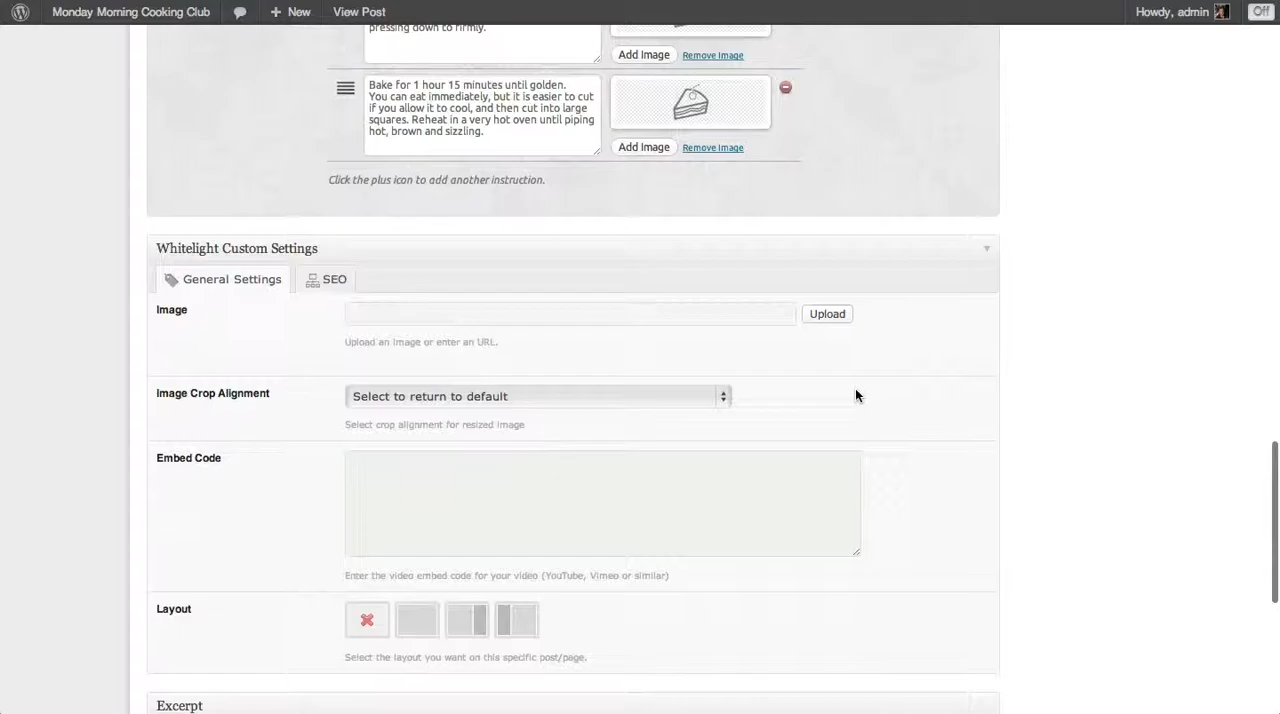 Monday Morning Cooking Club
New
View Post
Howdy, admin
Off
pressing down to firmly.
Add Image
Remove Image
Bake for 1 hour 15 minutes until golden.
You can eat immediately, but it is easier to cut
if you allow it to cool, and then cut into large
squares. Reheat in a very hot oven until piping
hot, brown and sizzling.
Add Image
Remove Image
Click the plus icon to add another instruction.
Whitelight Custom Settings
General Settings
SEO
Image
Upload
Upload an image or enter an URL.
Image Crop Alignment
Select to return to default
Select crop alignment for resized image
Embed Code
Enter the video embed code for your video (YouTube, Vimeo or similar)
Layout
Select the layout you want on this specific post/page.
Excerpt